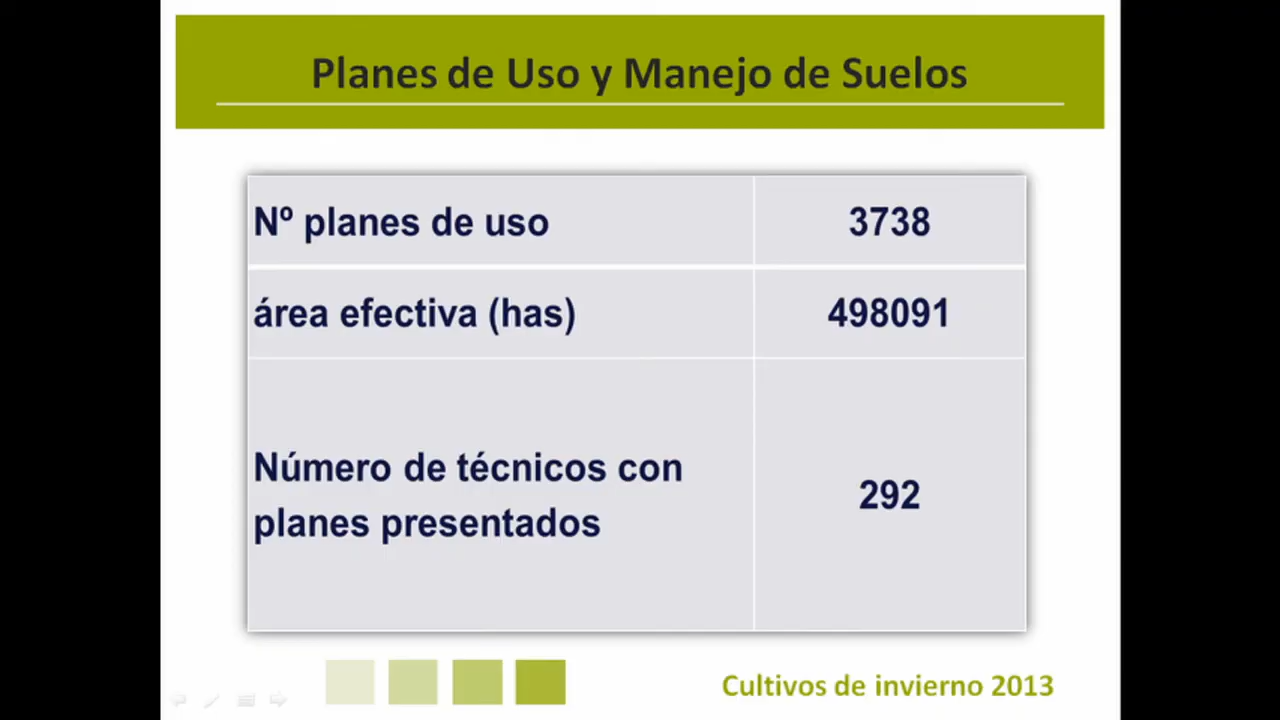 Planes de Uso y Manejo de Suelos
Nº planes de uso 3738
área efectiva (has) 498091
Número de técnicos con
planes presentados 292
Cultivos de invierno 2013